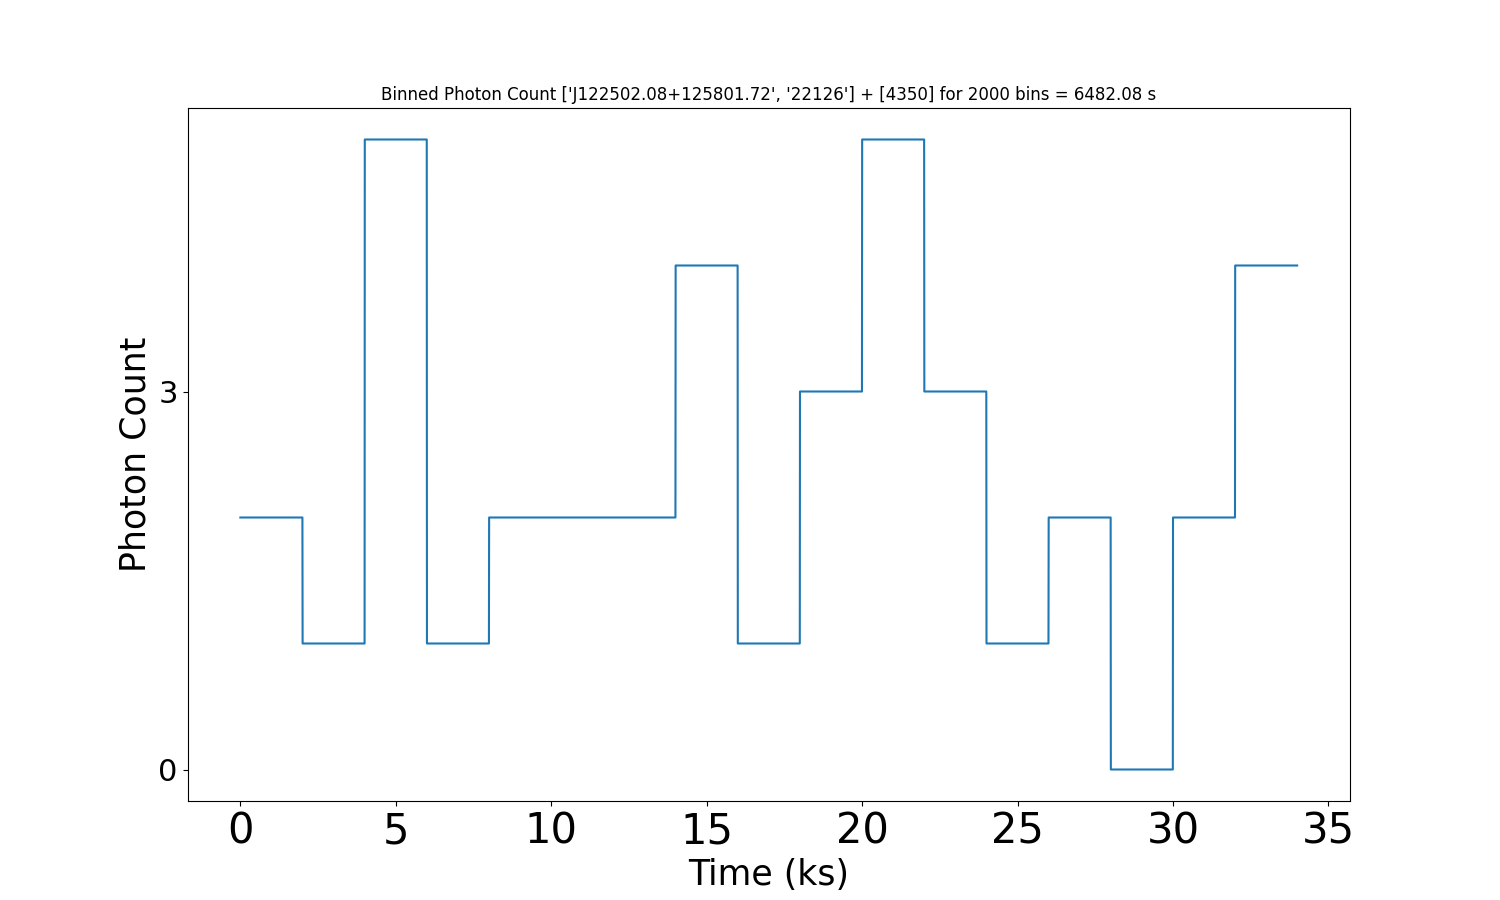 Binned Photon Count ['J122502.08+125801.72', '22126'] + [4350] for 2000 bins = 6482.08 s
Photon Count
3
0
0 5 10 15 20 25 30 35
Time (ks)